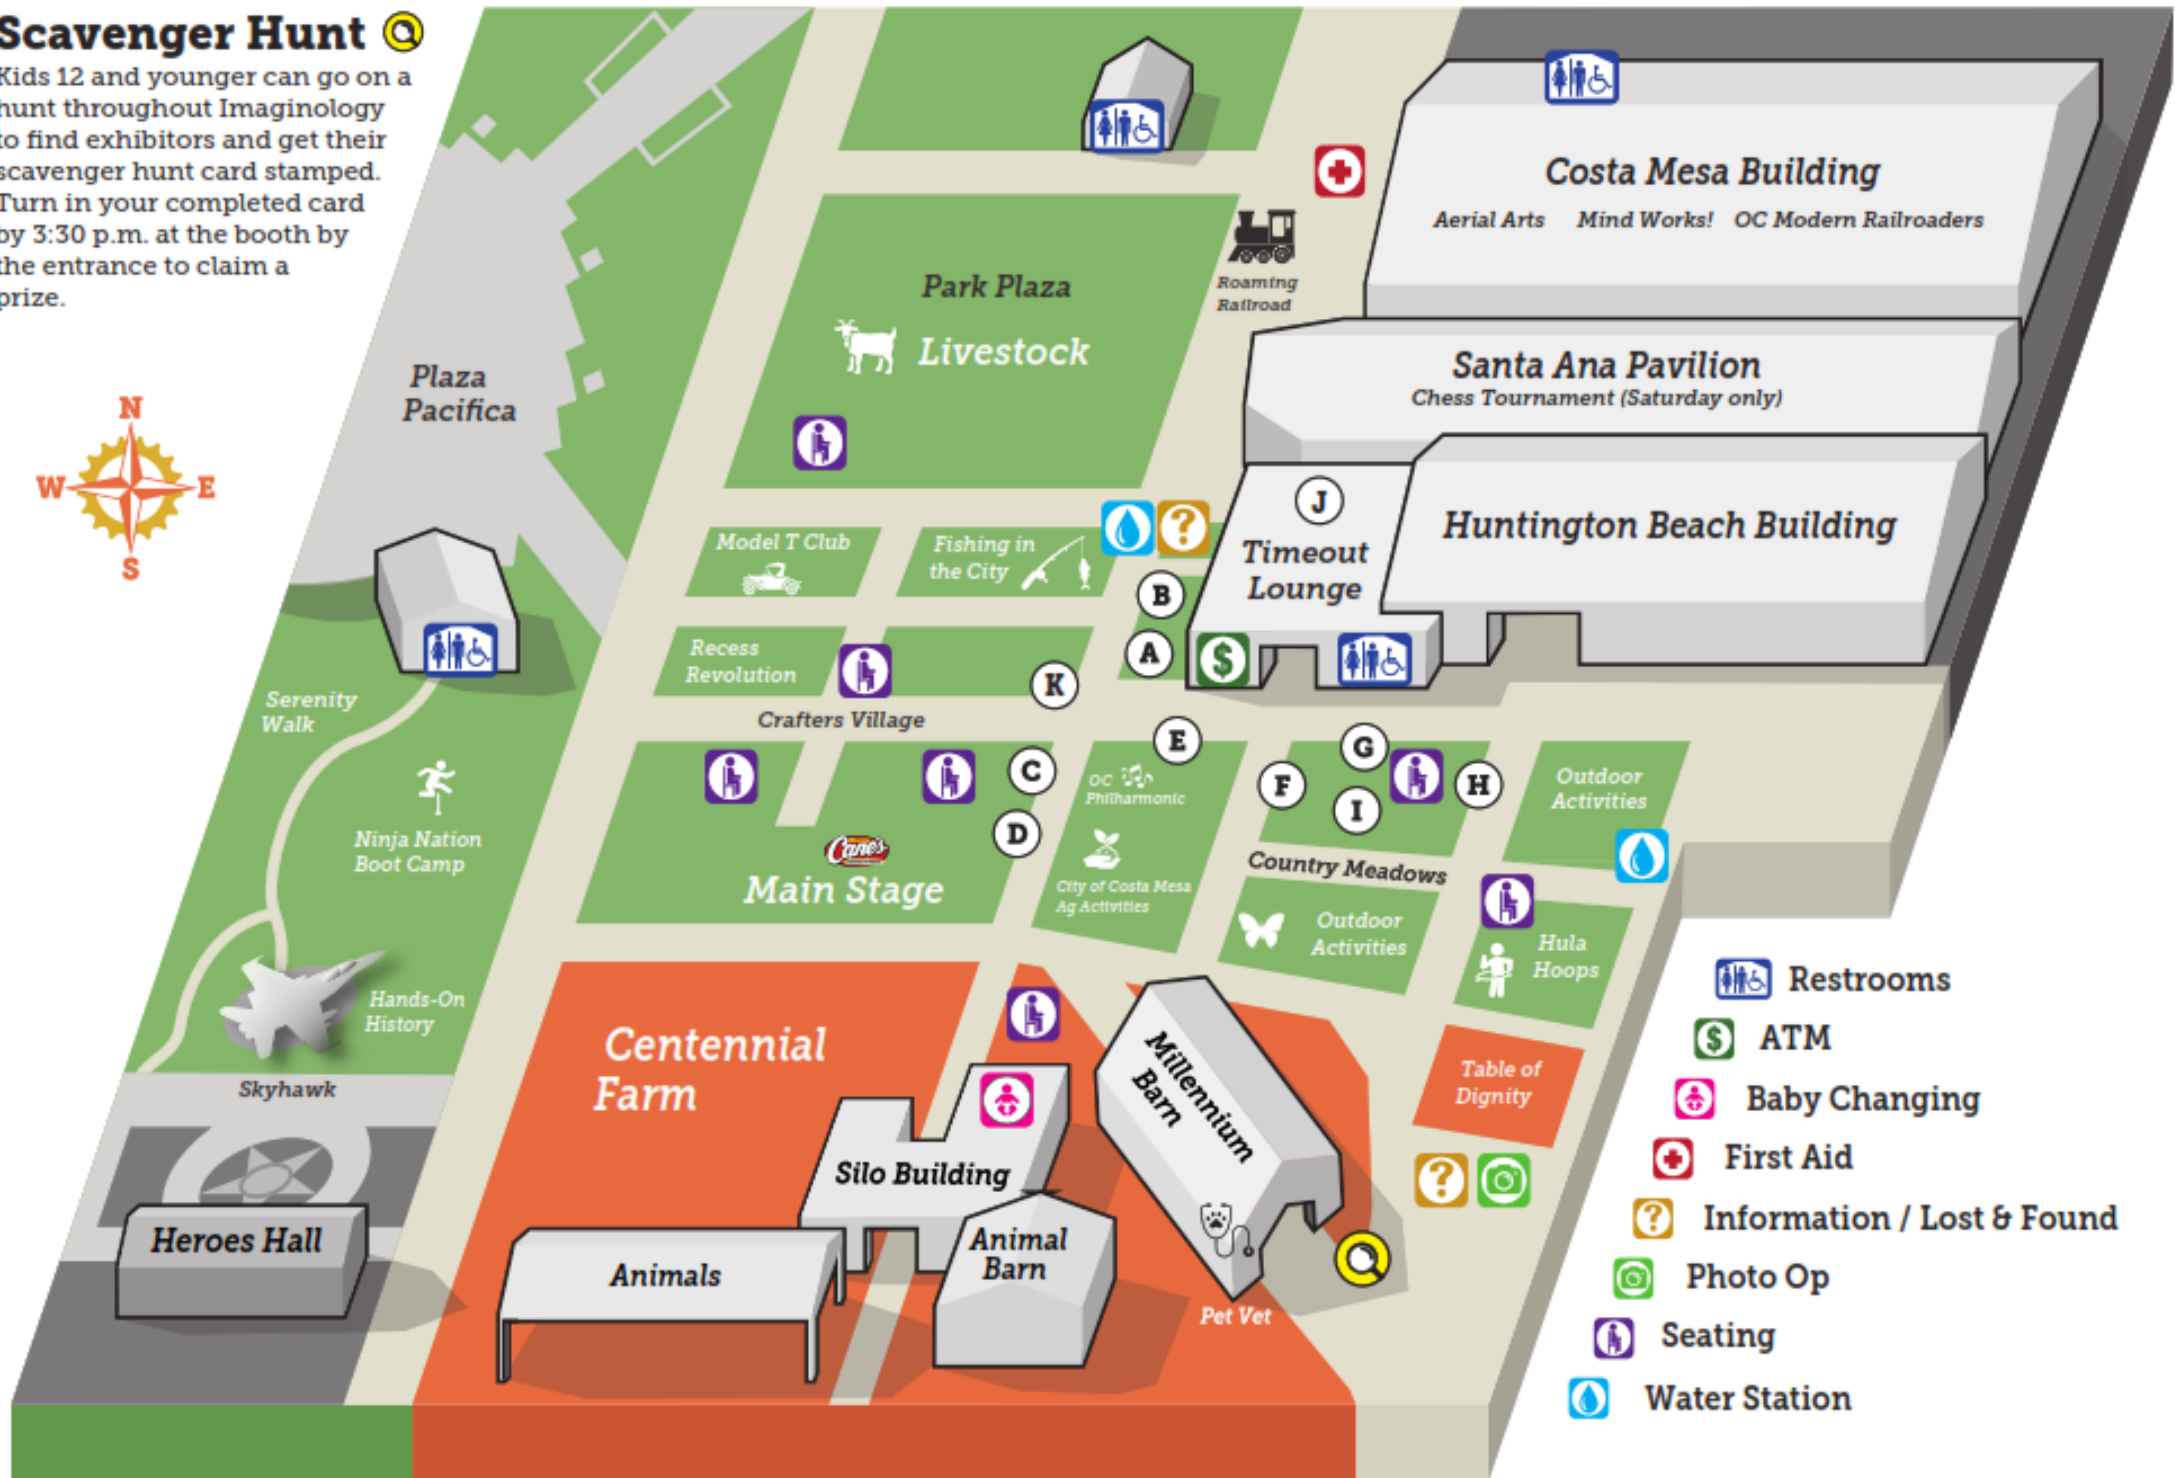 Scavenger Hunt
Kids 12 and younger can go on a
hunt throughout Imaginology
to find exhibitors and get their
scavenger hunt card stamped.
Turn in your completed card
by 3:30 p.m. at the booth by
the entrance to claim a
prize.
N
W E
S
Costa Mesa Building
Aerial Arts Mind Works! OC Modern Railroaders
Roaming
Railroad
Park Plaza
Livestock
Santa Ana Pavilion
Chess Tournament (Saturday only)
Plaza
Pacifica
J
Timeout
Lounge
Huntington Beach Building
?
Model T Club
Fishing in
the City
B
A
$
Recess
Revolution
K
Crafters Village
Serenity
Walk
Ninja Nation
Boot Camp
C
D
Cane's
Main Stage
E
OC
Philharmonic
City of Costa Mesa
Ag Activities
F
G
H
I
Outdoor
Activities
Country Meadows
Outdoor
Activities
Hula
Hoops
Hands-On
History
Skyhawk
Heroes Hall
Centennial
Farm
Silo Building
Animals
Animal
Barn
Millennium
Barn
Pet Vet
Table of
Dignity
?
Restrooms
$ ATM
Baby Changing
First Aid
? Information / Lost & Found
Photo Op
Seating
Water Station